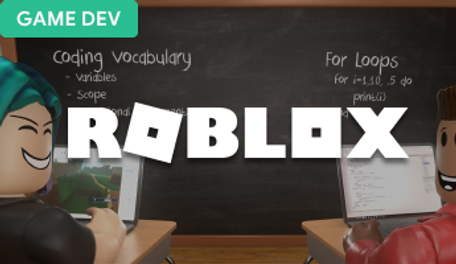 GAME DEV
Coding Vocabulary
- Variables
- Scope
For Loops
for i=1,10, .5 do
print(i)
ROBLOX